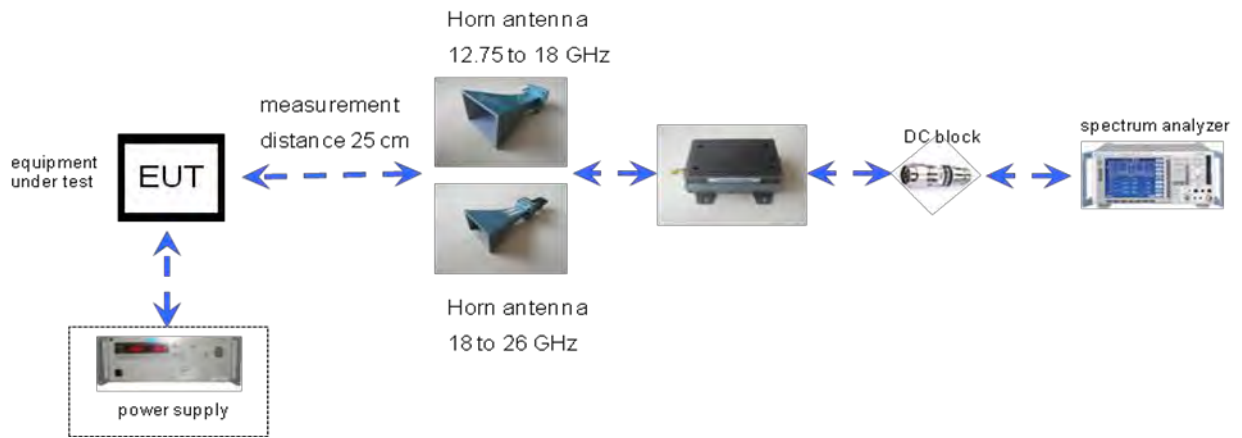 Horn antenna
12.75 to 18 GHz
measurement
distance 25 cm
equipment
under test
EUT
DC block
spectrum analyzer
Horn antenna
18 to 26 GHz
power supply